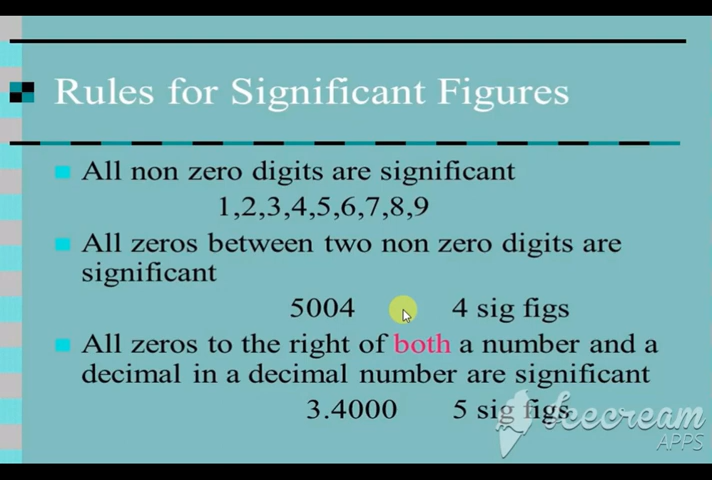 Rules for Significant Figures
All non zero digits are significant
1,2,3,4,5,6,7,8,9
All zeros between two non zero digits are
significant
5004 4 sig figs
All zeros to the right of both a number and a
decimal in a decimal number are significant
3.4000 5 sig figs
Icecream
APPS